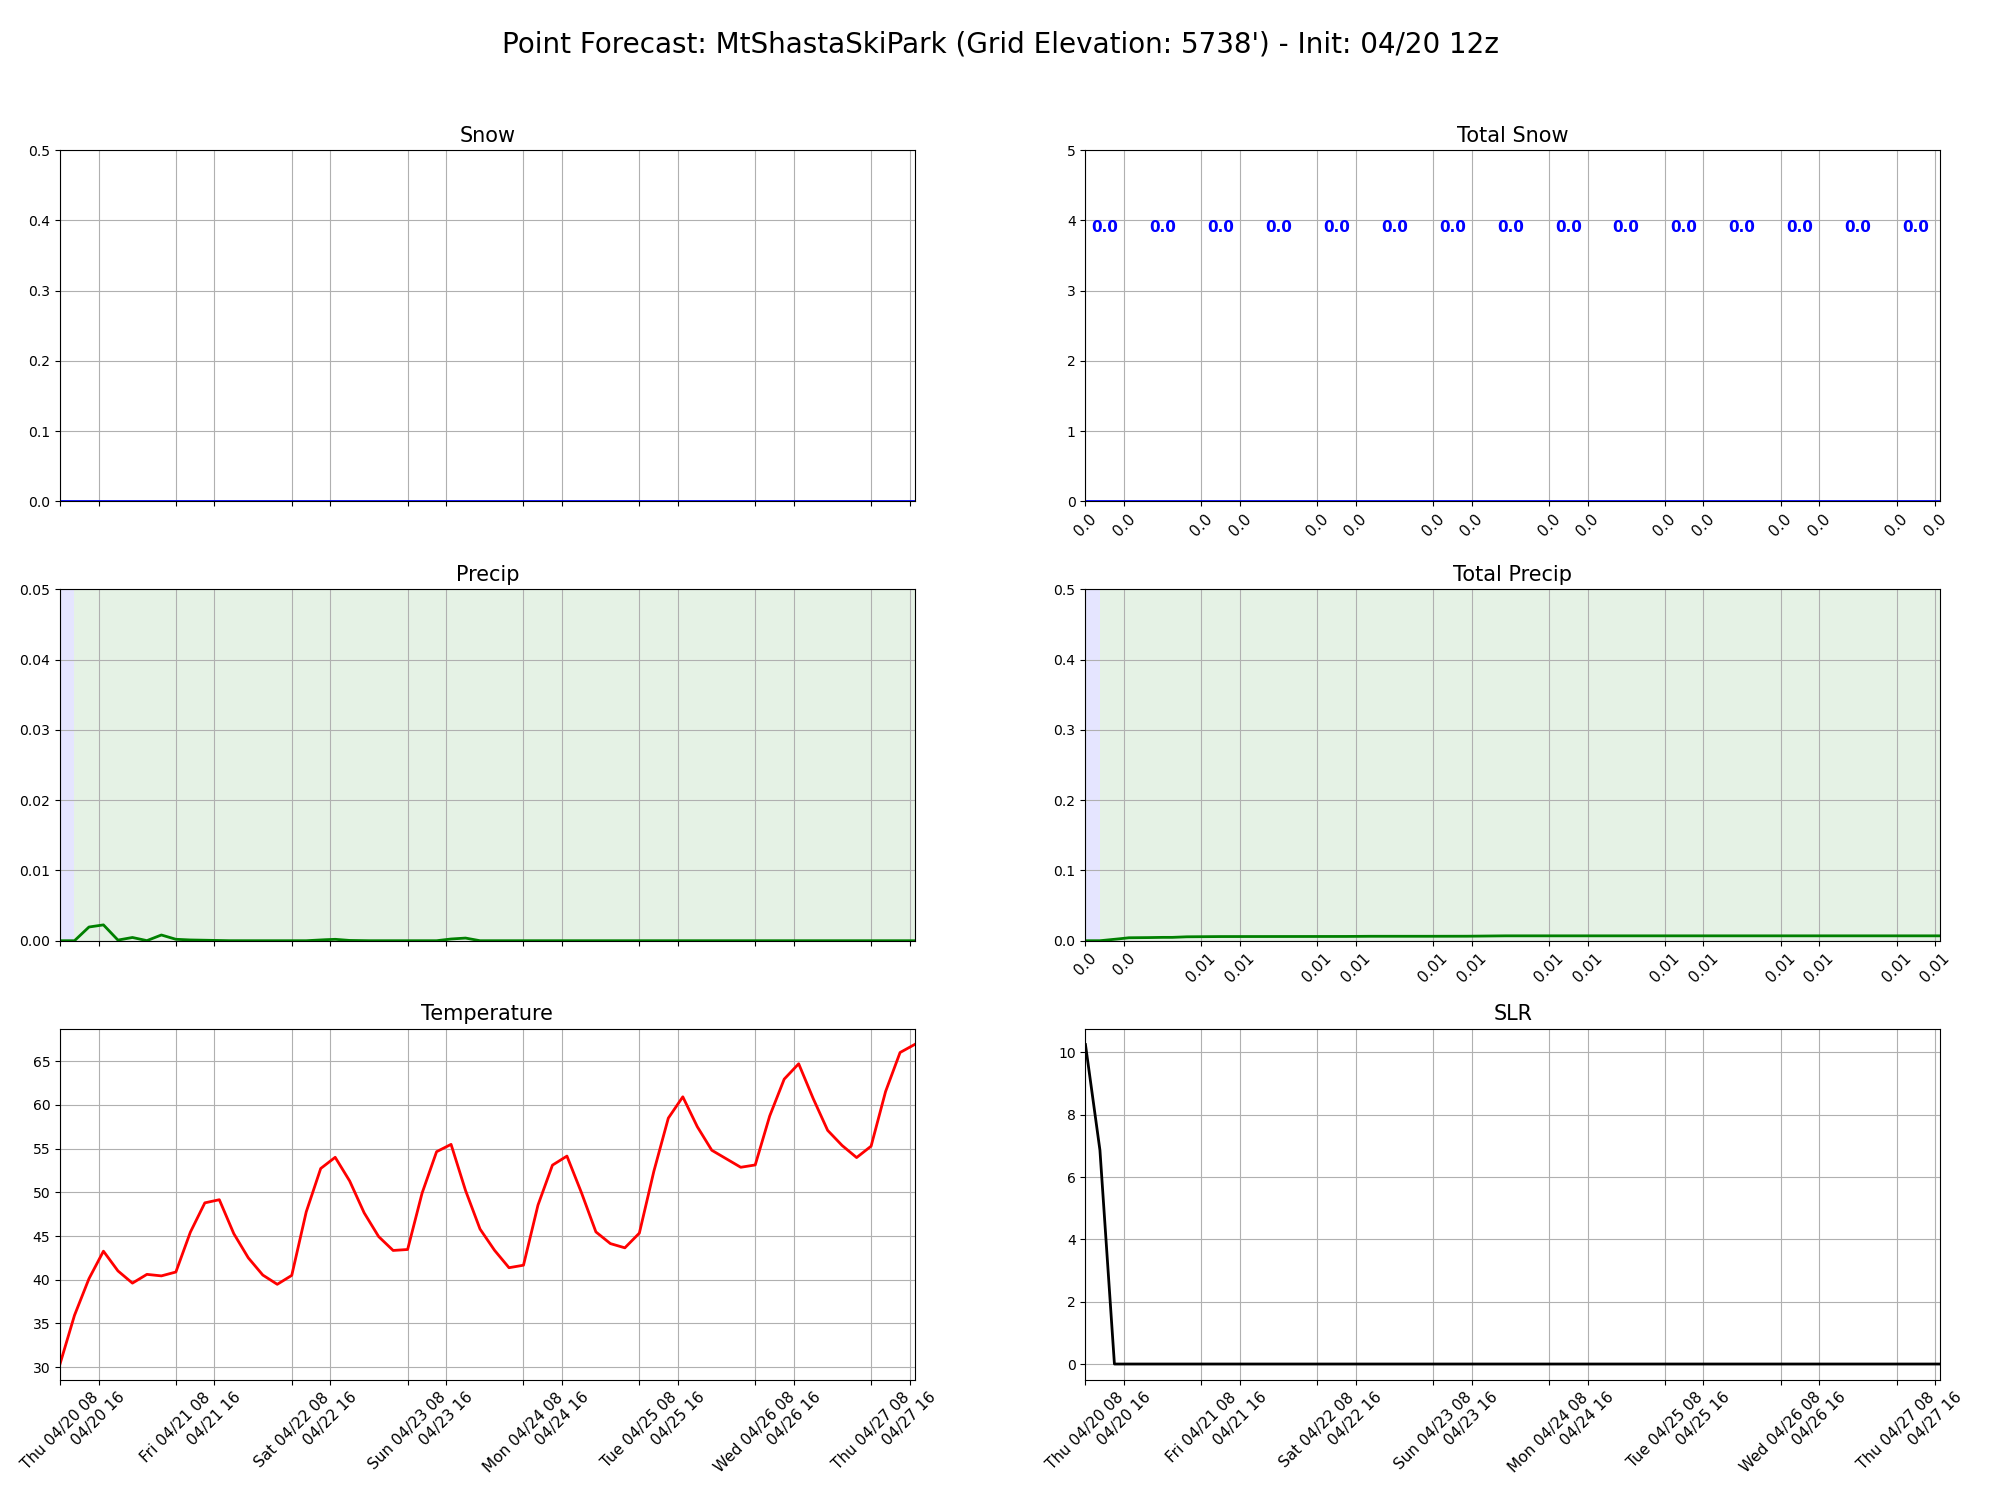 Point Forecast: MtShastaSkiPark (Grid Elevation: 5738') - Init: 04/20 12z
Snow
0.5
0.4
0.3
0.2
0.1
0.0
Total Snow
5
4
3
2
1
0
0.0 0.0 0.0 0.0 0.0 0.0 0.0 0.0 0.0 0.0 0.0 0.0 0.0 0.0 0.0
0.0 0.0 0.0 0.0 0.0 0.0 0.0 0.0 0.0 0.0 0.0 0.0 0.0 0.0 0.0 0.0
Precip
0.05
0.04
0.03
0.02
0.01
0.00
Total Precip
0.5
0.4
0.3
0.2
0.1
0.0
0.0 0.0 0.01 0.01 0.01 0.01 0.01 0.01 0.01 0.01 0.01 0.01 0.01 0.01 0.01 0.01
Temperature
65
60
55
50
45
40
35
30
Thu 04/20 08
04/20 16
Fri 04/21 08
04/21 16
Sat 04/22 08
04/22 16
Sun 04/23 08
04/23 16
Mon 04/24 08
04/24 16
Tue 04/25 08
04/25 16
Wed 04/26 08
04/26 16
Thu 04/27 08
04/27 16
SLR
10
8
6
4
2
0
Thu 04/20 08
04/20 16
Fri 04/21 08
04/21 16
Sat 04/22 08
04/22 16
Sun 04/23 08
04/23 16
Mon 04/24 08
04/24 16
Tue 04/25 08
04/25 16
Wed 04/26 08
04/26 16
Thu 04/27 08
04/27 16